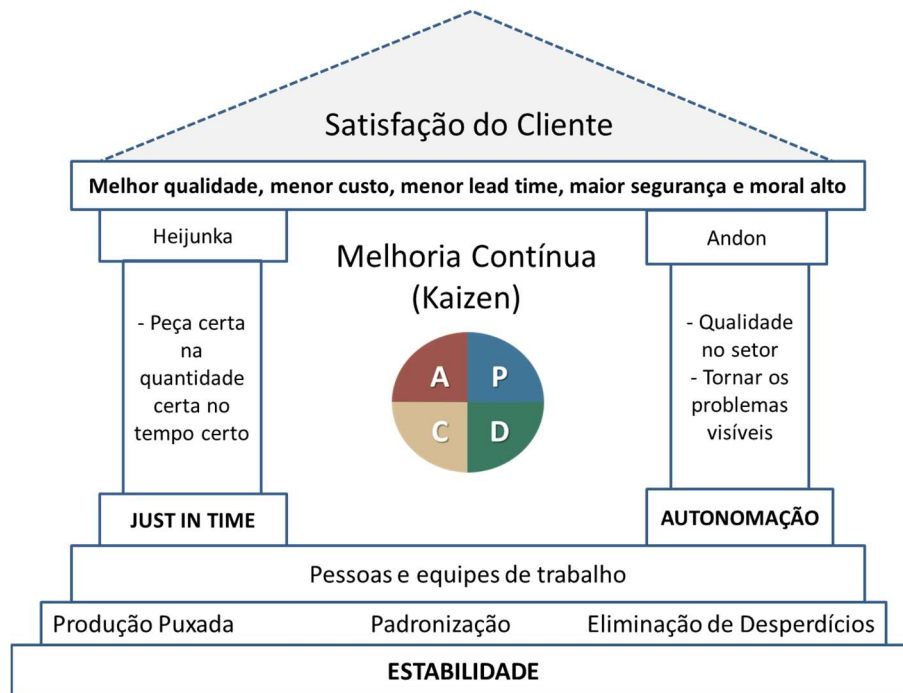 Satisfação do Cliente
Melhor qualidade, menor custo, menor lead time, maior segurança e moral alto
Heijunka
Andon
Melhoria Contínua
(Kaizen)
- Peça certa
na
quantidade
certa no
tempo certo
A P
C D
- Qualidade
no setor
- Tornar os
problemas
visíveis
JUST IN TIME
AUTONOMAÇÃO
Pessoas e equipes de trabalho
Produção Puxada Padronização Eliminação de Desperdícios
ESTABILIDADE